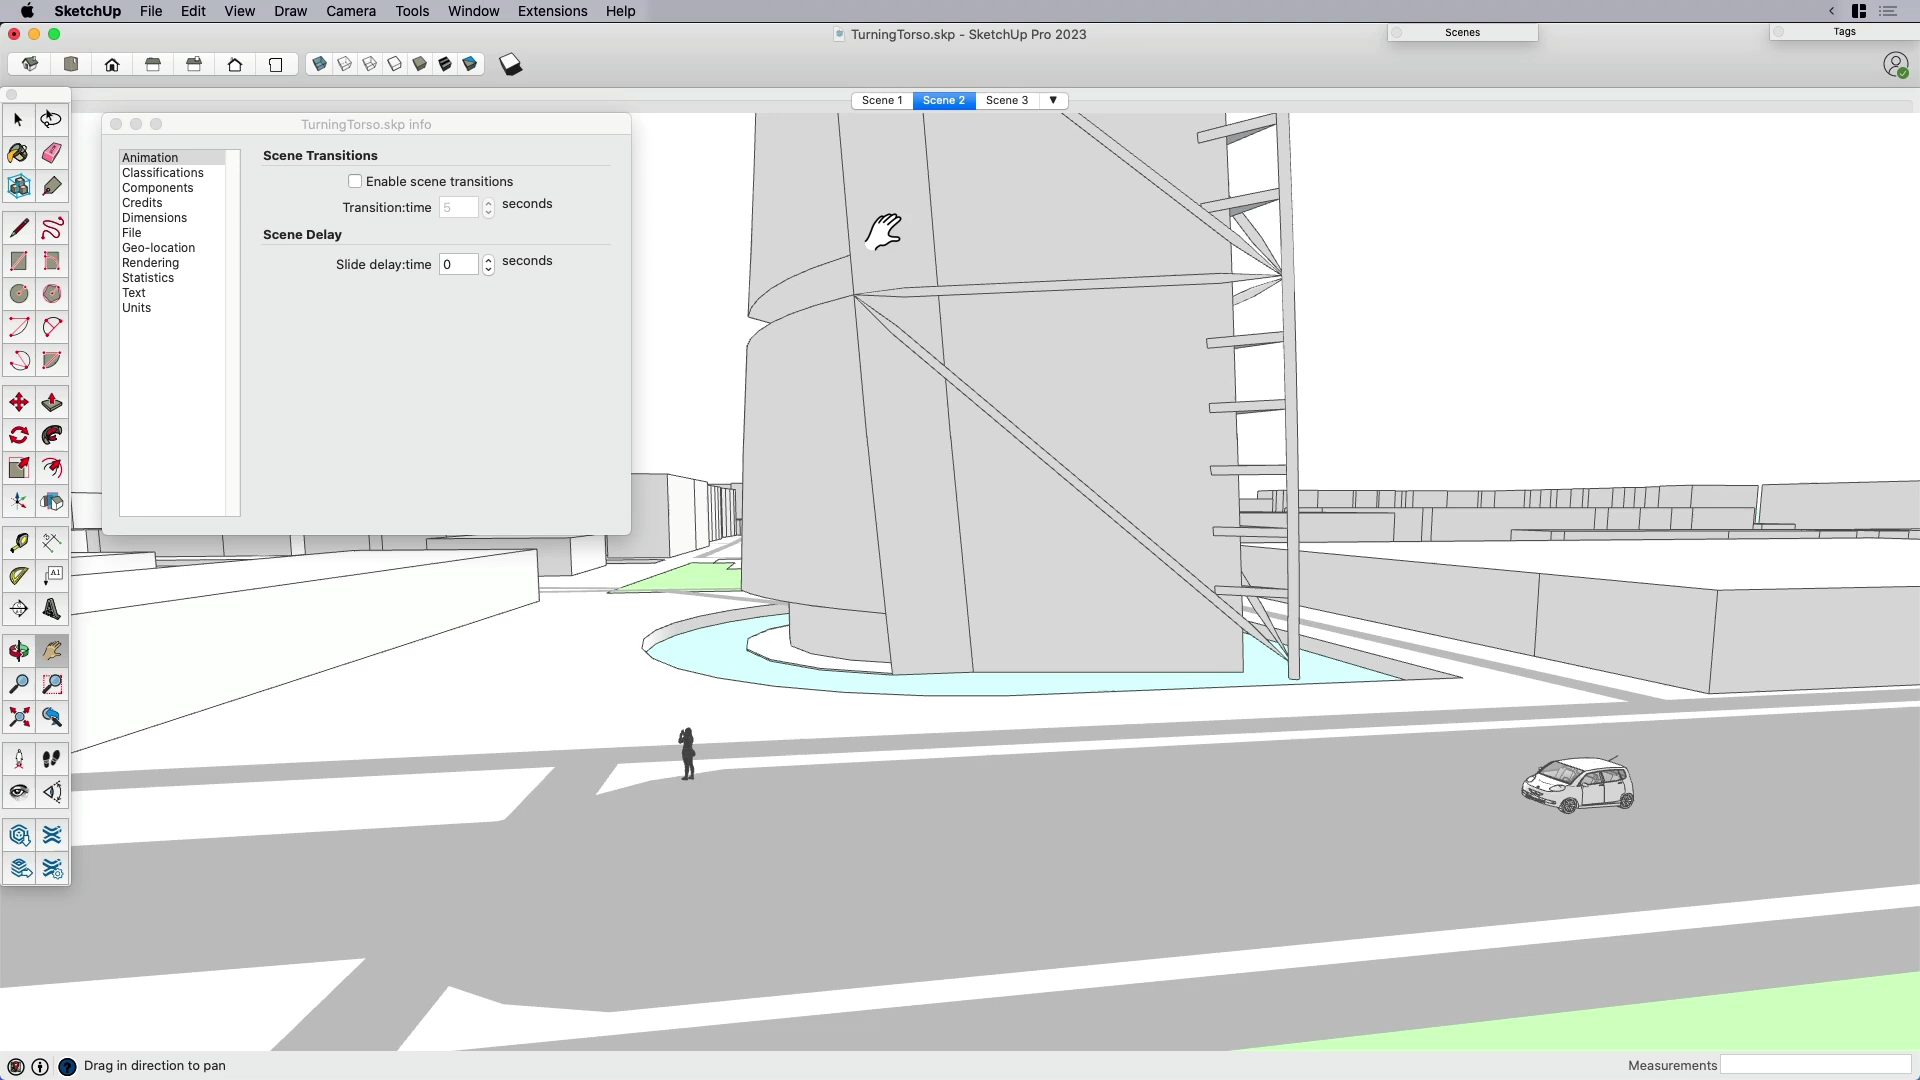 SketchUp File Edit View Draw Camera Tools Window Extensions Help
TurningTorso.skp - SketchUp Pro 2023
Scenes
Tags
Scene 1 Scene 2 Scene 3
TurningTorso.skp info
Animation
Classifications
Components
Credits
Dimensions
File
Geo-location
Rendering
Statistics
Text
Units
Scene Transitions
Enable scene transitions
Transition:time 5 seconds
Scene Delay
Slide delay:time 0 seconds
A1
Drag in direction to pan
Measurements